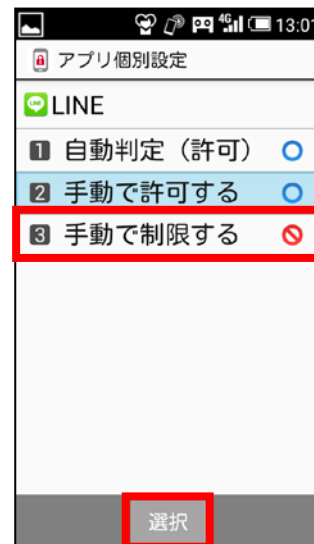 4G 13:01
アプリ個別設定
LINE
1 自動判定（許可）
2 手動で許可する
3 手動で制限する
選択